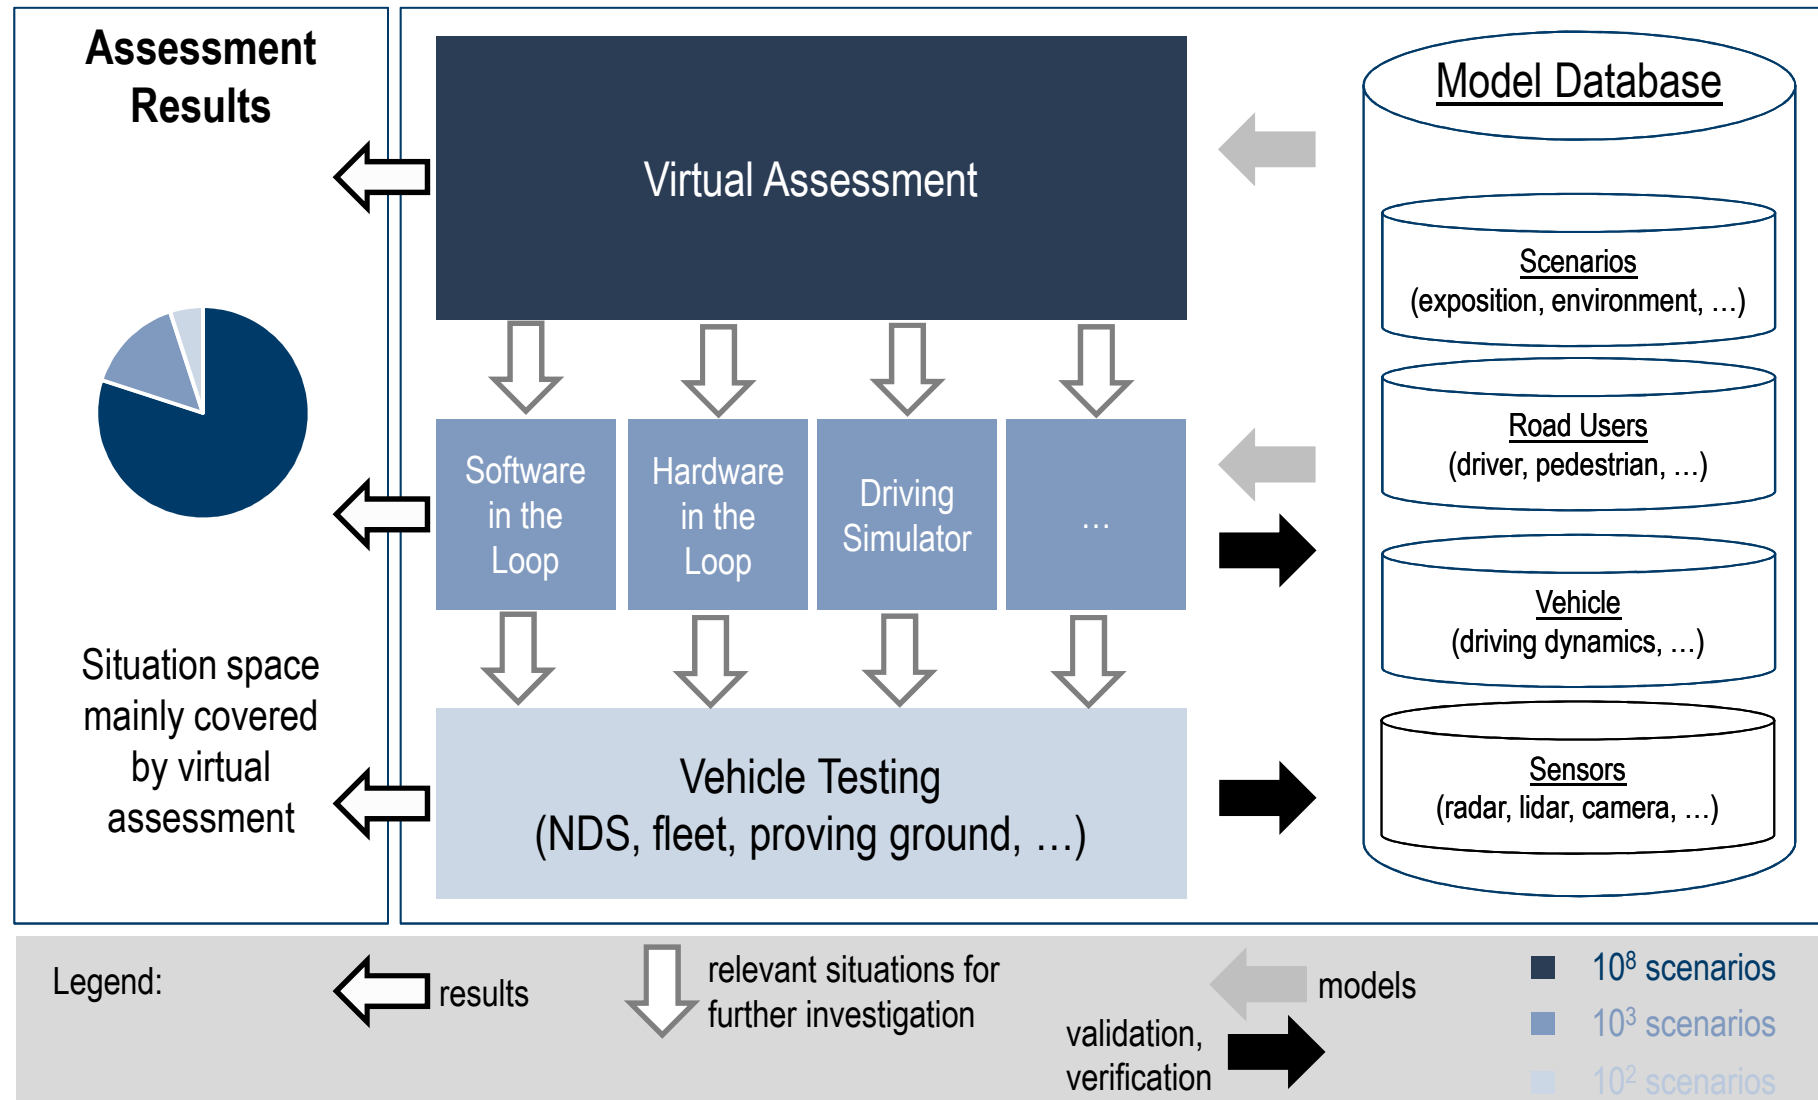 Assessment
Results
Situation space
mainly covered
by virtual
assessment
Virtual Assessment
Software
in the
Loop
Hardware
in the
Loop
Driving
Simulator
…
Vehicle Testing
(NDS, fleet, proving ground, …)
Model Database
Scenarios
(exposition, environment, …)
Road Users
(driver, pedestrian, …)
Vehicle
(driving dynamics, …)
Sensors
(radar, lidar, camera, …)
Legend:
results
relevant situations for
further investigation
models
validation,
verification
10⁸ scenarios
10³ scenarios
10² scenarios